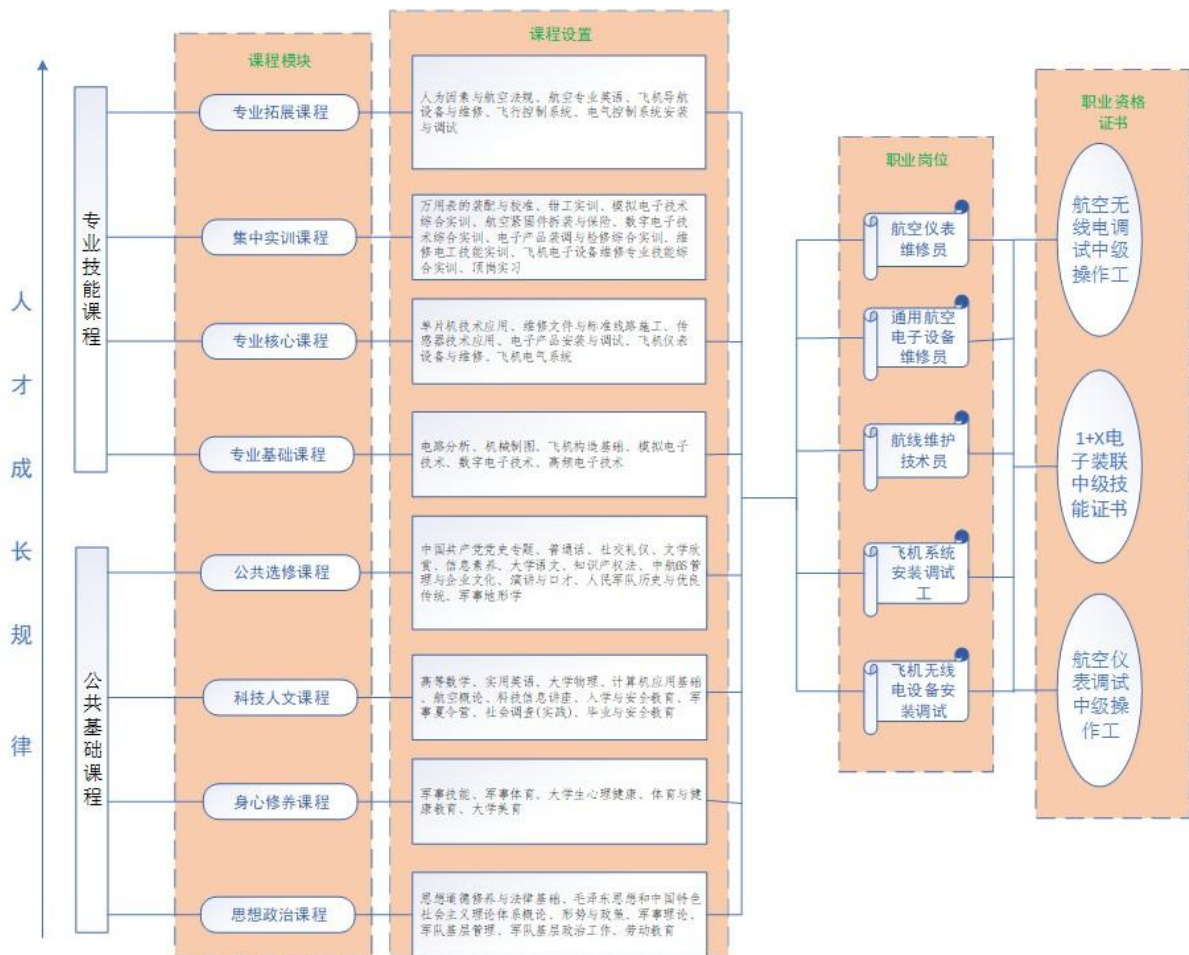 课程设置
课程模块
专业拓展课程
人为因素与航空法规、航空专业英语、飞机导航
设备与维修、飞行控制系统、电气控制系统安装
与调试
集中实训课程
万用表的装配与校准、钳工实训、模拟电子技术
综合实训、航空紧固件拆装与保险、数字电子技
术综合实训、电子产品装调与检修综合实训、维
修电工技能实训、飞机电子设备维修专业技能综
合实训、顶岗实习
专业核心课程
单片机技术应用、维修文件与标准线路施工、传
感器技术应用、电子产品安装与调试、飞机仪表
设备与维修、飞机电气系统
专业基础课程
电路分析、机械制图、飞机构造基础、模拟电子
技术、数字电子技术、高频电子技术
公共选修课程
中国共产党党史专题、普通话、社交礼仪、文学欣
赏、信息素养、大学语文、知识产权法、中航6S管
理与企业文化、演讲与口才、人民军队历史与优良
传统、军事地形学
科技人文课程
高等数学、实用英语、大学物理、计算机应用基础
、航空概论、科技信息讲座、入学与安全教育、军
事夏令营、社会调查(实践)、毕业与安全教育
身心修养课程
军事技能、军事体育、大学生心理健康、体育与健
康教育、大学美育
思想政治课程
思想道德修养与法律基础、毛泽东思想和中国特色
社会主义理论体系概论、形势与政策、军事理论、
军队基层管理、军队基层政治工作、劳动教育
专业技能课程
公共基础课程
人才成长规律
职业岗位
航空仪表
维修员
通用航空
电子设备
维修员
航线维护
技术员
飞机系统
安装调试
工
飞机无线
电设备安
装调试
职业资格
证书
航空无
线电调
试中级
操作工
1+X电
子装联
中级技
能证书
航空仪
表调试
中级操
作工